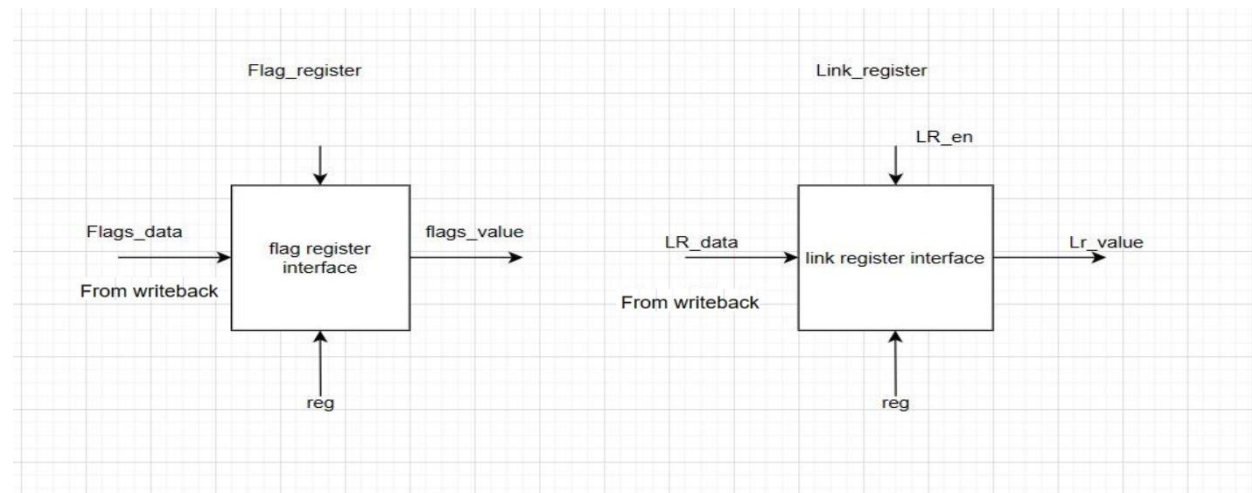 Flag_register
Link_register
LR_en
Flags_data
flag register
interface
flags_value
From writeback
reg
LR_data
link register interface
Lr_value
From writeback
reg